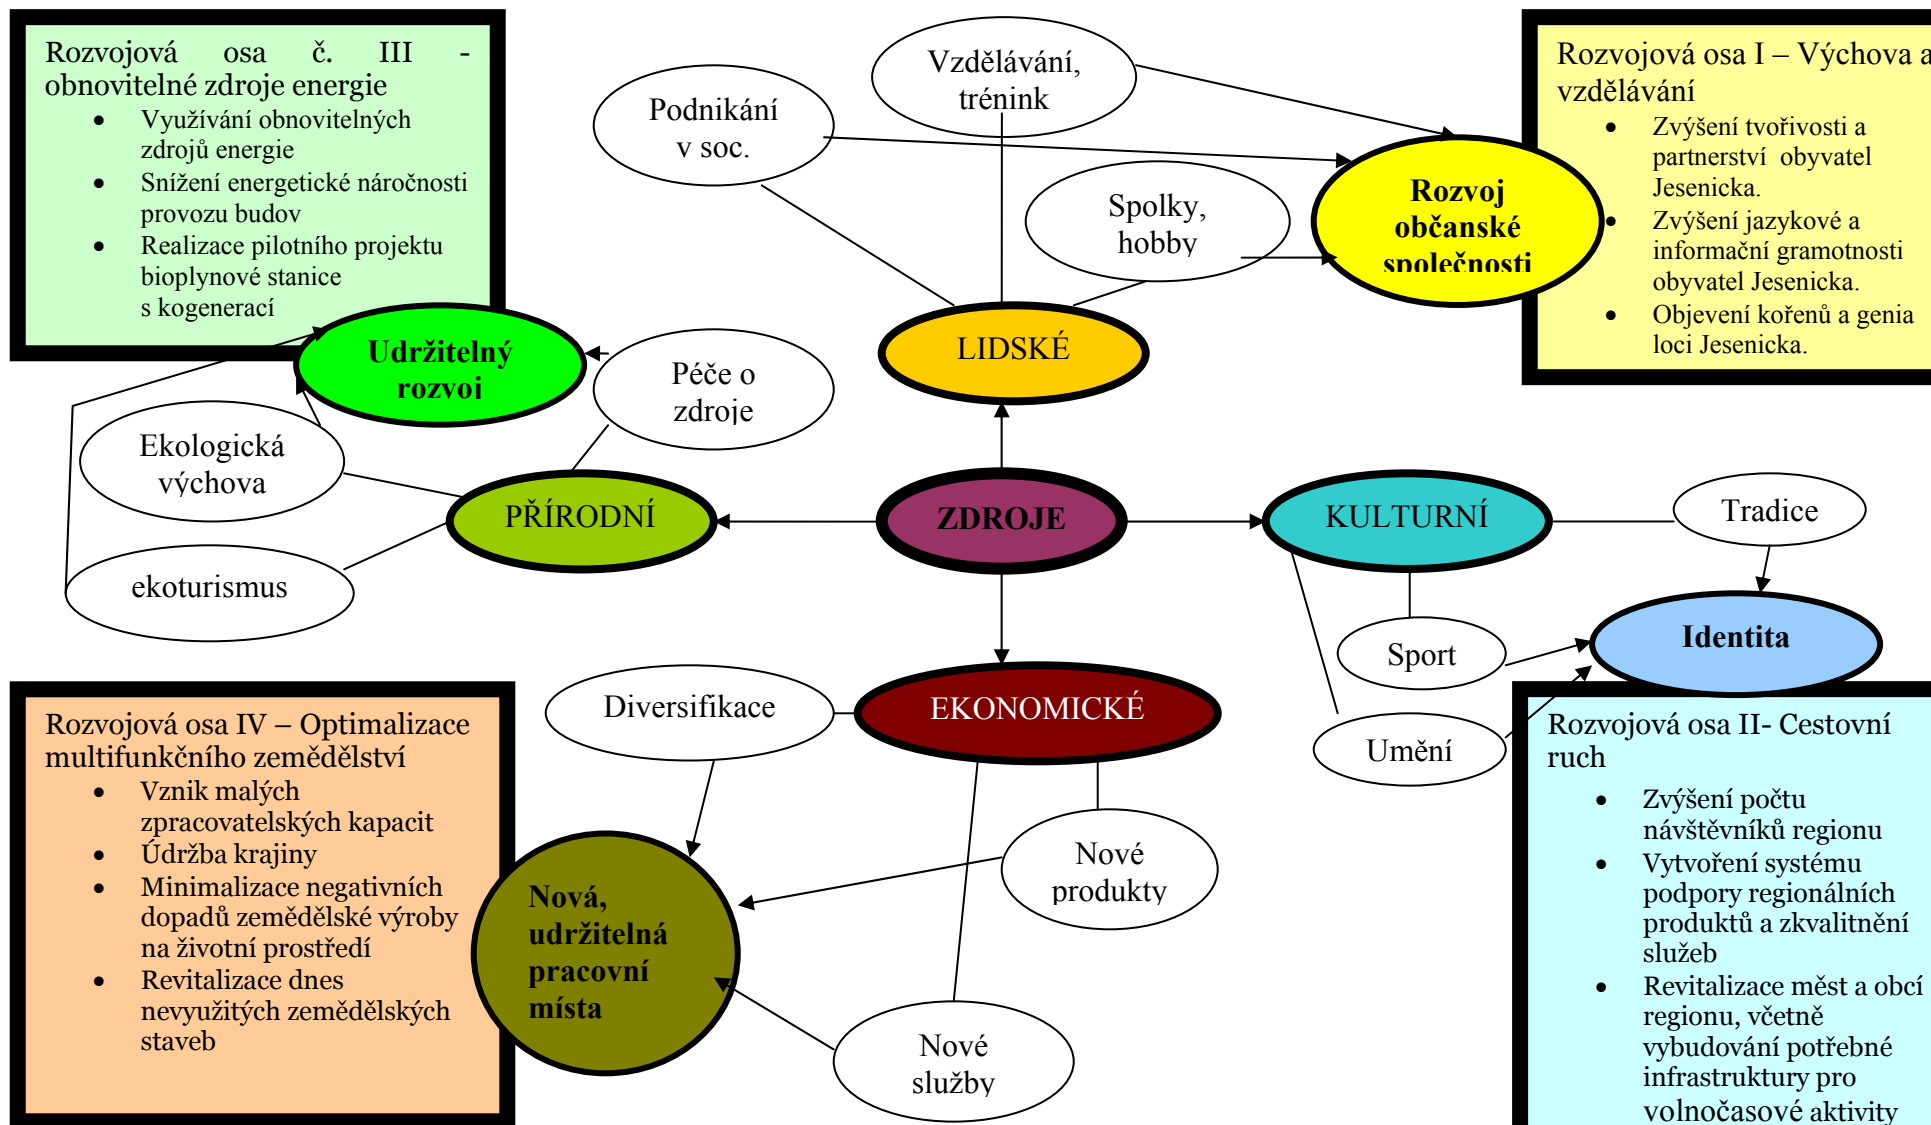 Rozvojová osa č. III -
obnovitelné zdroje energie
• Využívání obnovitelných
zdrojů energie
• Snížení energetické náročnosti
provozu budov
• Realizace pilotního projektu
bioplynové stanice
s kogenerací
Udržitelný
rozvoj
Podnikání
v soc.
Vzdělávání,
trénink
Spolky,
hobby
Rozvoj
občanské
společnosti
Rozvojová osa I – Výchova a
vzdělávání
• Zvýšení tvořivosti a
partnerství obyvatel
Jesenicka.
• Zvýšení jazykové a
informační gramotnosti
obyvatel Jesenicka.
• Objevení kořenů a genia
loci Jesenicka.
LIDSKÉ
Péče o
zdroje
Ekologická
výchova
PŘÍRODNÍ
ZDROJE
KULTURNÍ
Tradice
ekoturismus
Sport
Identita
Umění
Diversifikace
EKONOMICKÉ
Rozvojová osa IV – Optimalizace
multifunkčního zemědělství
• Vznik malých
zpracovatelských kapacit
• Údržba krajiny
• Minimalizace negativních
dopadů zemědělské výroby
na životní prostředí
• Revitalizace dnes
nevyužitých zemědělských
staveb
Nová,
udržitelná
pracovní
místa
Nové
produkty
Nové
služby
Rozvojová osa II- Cestovní
ruch
• Zvýšení počtu
návštěvníků regionu
• Vytvoření systému
podpory regionálních
produktů a zkvalitnění
služeb
• Revitalizace měst a obcí
regionu, včetně
vybudování potřebné
infrastruktury pro
volnočasové aktivity